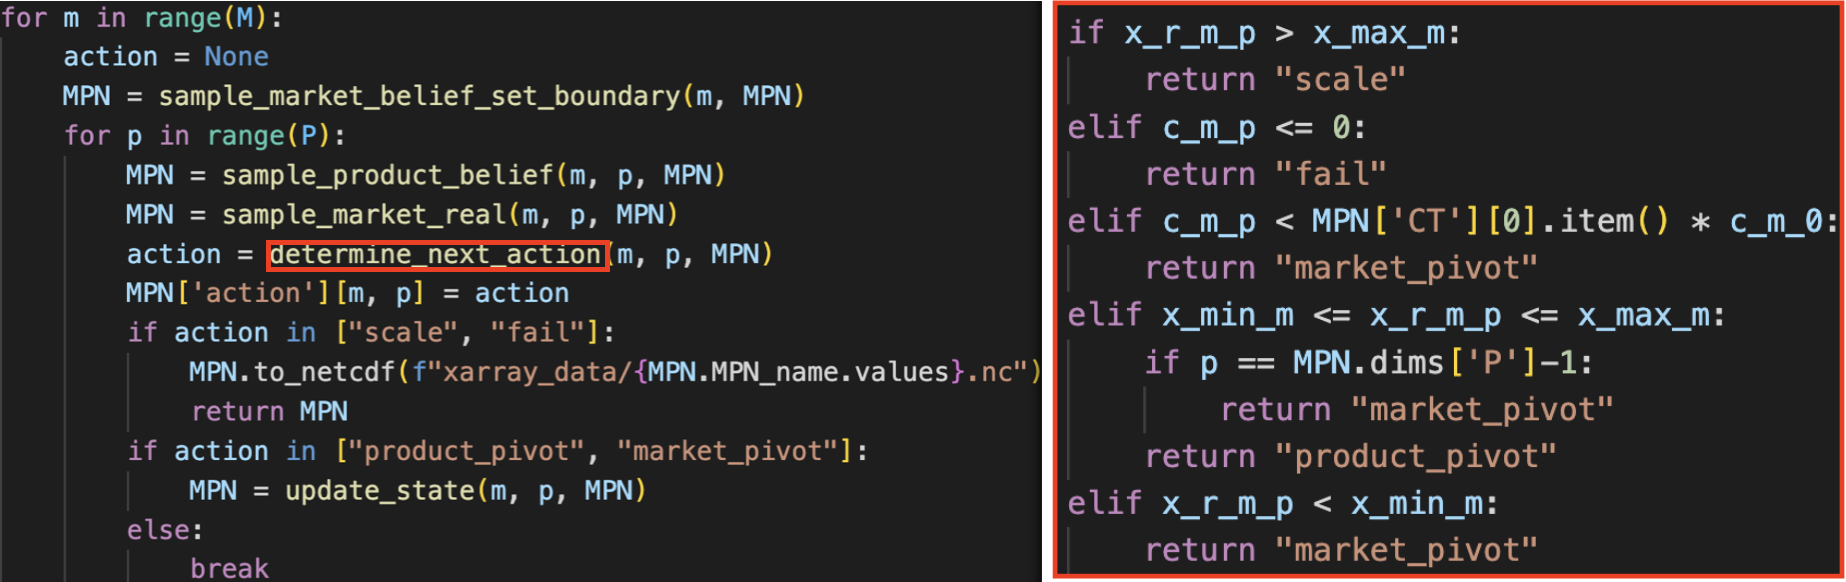 for m in range(M):
    action = None
    MPN = sample_market_belief_set_boundary(m, MPN)
    for p in range(P):
        MPN = sample_product_belief(m, p, MPN)
        MPN = sample_market_real(m, p, MPN)
        action = determine_next_action(m, p, MPN)
        MPN['action'][m, p] = action
        if action in ["scale", "fail"]:
            MPN.to_netcdf(f"xarray_data/{MPN.MPN_name.values}.nc")
            return MPN
        if action in ["product_pivot", "market_pivot"]:
            MPN = update_state(m, p, MPN)
        else:
            break
if x_r_m_p > x_max_m:
    return "scale"
elif c_m_p <= 0:
    return "fail"
elif c_m_p < MPN['CT'][0].item() * c_m_0:
    return "market_pivot"
elif x_min_m <= x_r_m_p <= x_max_m:
    if p == MPN.dims['P']-1:
        return "market_pivot"
    return "product_pivot"
elif x_r_m_p < x_min_m:
    return "market_pivot"